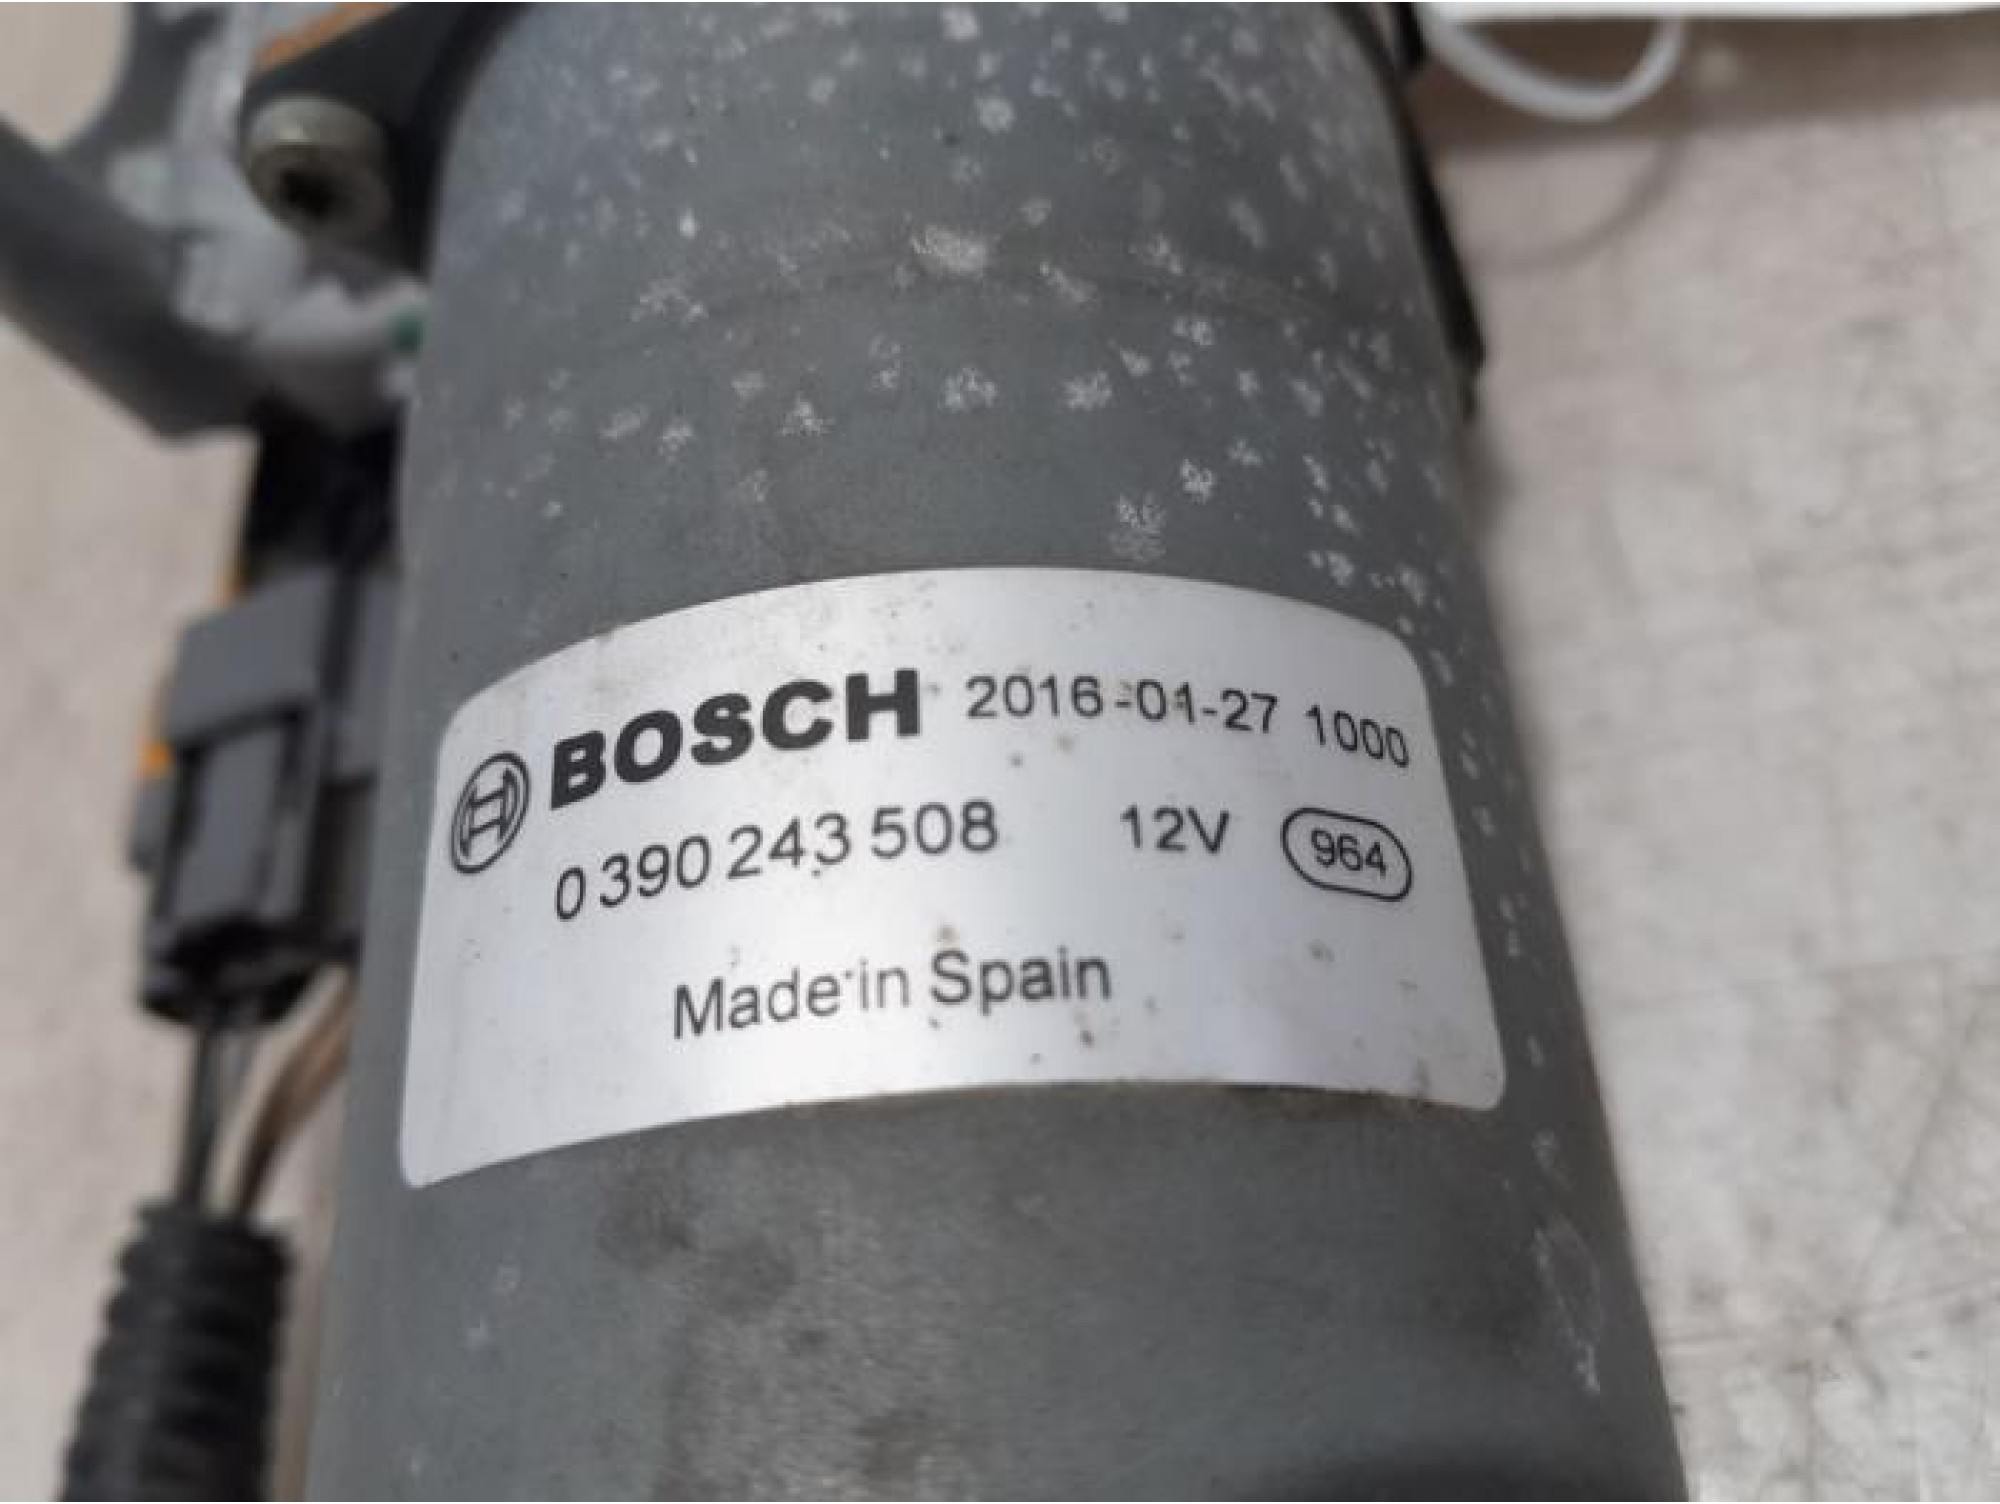 BOSCH 2016-01-27 1000
0 390 243 508 12V 964
Made in Spain